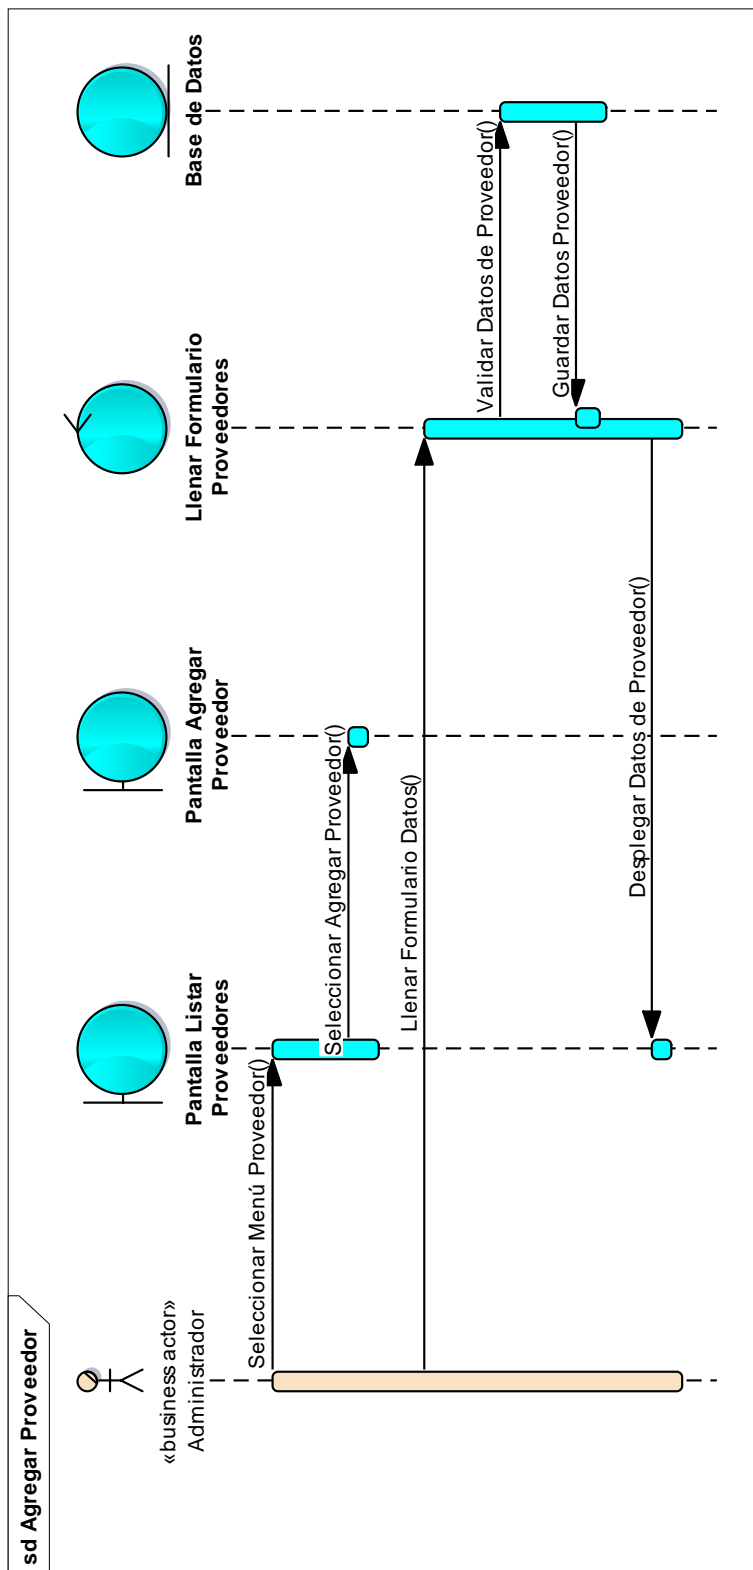 sd Agregar Proveedor
«business actor»
Administrador
Pantalla Listar
Proveedores
Pantalla Agregar
Proveedor
Llenar Formulario
Proveedores
Base de Datos
Seleccionar Menú Proveedor()
Seleccionar Agregar Proveedor()
Llenar Formulario Datos()
Validar Datos de Proveedor()
Guardar Datos Proveedor()
Desplegar Datos de Proveedor()